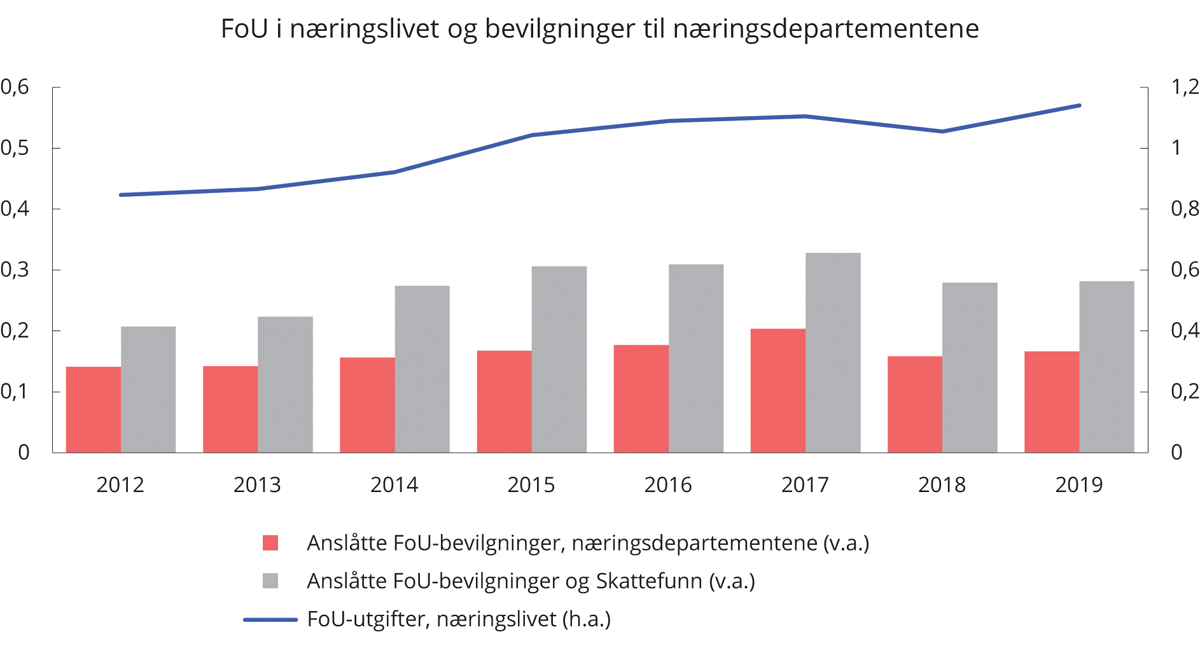 FoU i næringslivet og bevilgninger til næringsdepartementene
0,6
0,5
0,4
0,3
0,2
0,1
0
1,2
1
0,8
0,6
0,4
0,2
0
2012 2013 2014 2015 2016 2017 2018 2019
Anslåtte FoU-bevilgninger, næringsdepartementene (v.a.)
Anslåtte FoU-bevilgninger og Skattefunn (v.a.)
FoU-utgifter, næringslivet (h.a.)